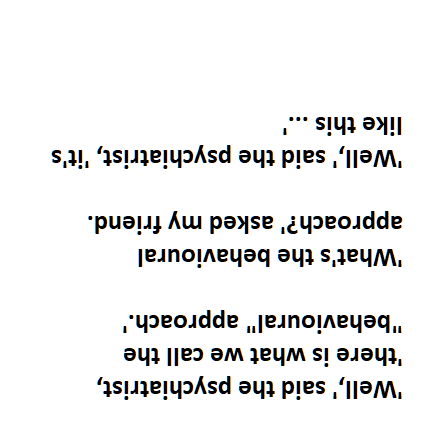 'Well,' said the psychiatrist,
'there is what we call the
"behavioural" approach.'
'What's the behavioural
approach?' asked my friend.
'Well,' said the psychiatrist, 'it's
like this ...'